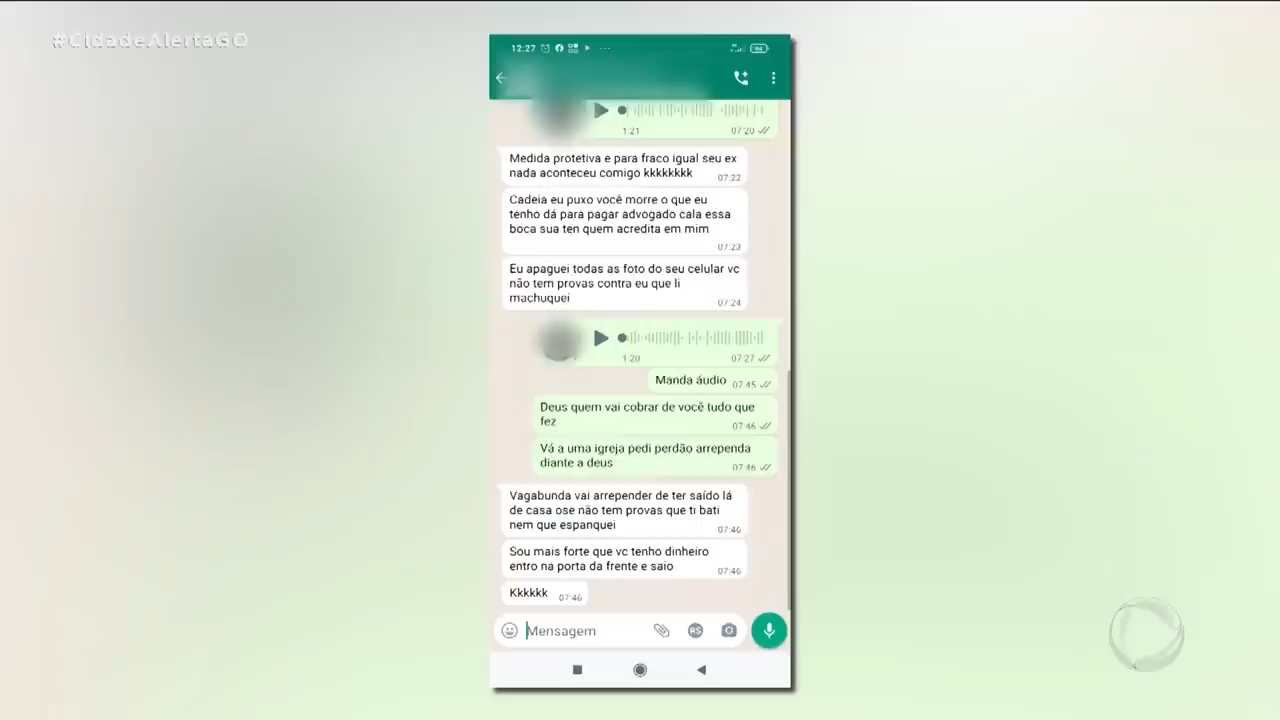 #CidadeAlertaGO
12:27
1:21 07:20
Medida protetiva e para fraco igual seu ex
nada aconteceu comigo kkkkkkkk 07:22
Cadeia eu puxo você morre o que eu
tenho dá para pagar advogado cala essa
boca sua ten quem acredita em mim
07:23
Eu apaguei todas as foto do seu celular vc
não tem provas contra eu que li
machuquei 07:24
1:20 07:27
Manda áudio 07:45
Deus quem vai cobrar de você tudo que
fez 07:46
Vá a uma igreja pedi perdão arrependa
diante a deus 07:46
Vagabunda vai arrepender de ter saído lá
de casa ose não tem provas que ti bati
nem que espanquei 07:46
Sou mais forte que vc tenho dinheiro
entro na porta da frente e saio 07:46
Kkkkkk 07:46
Mensagem R$